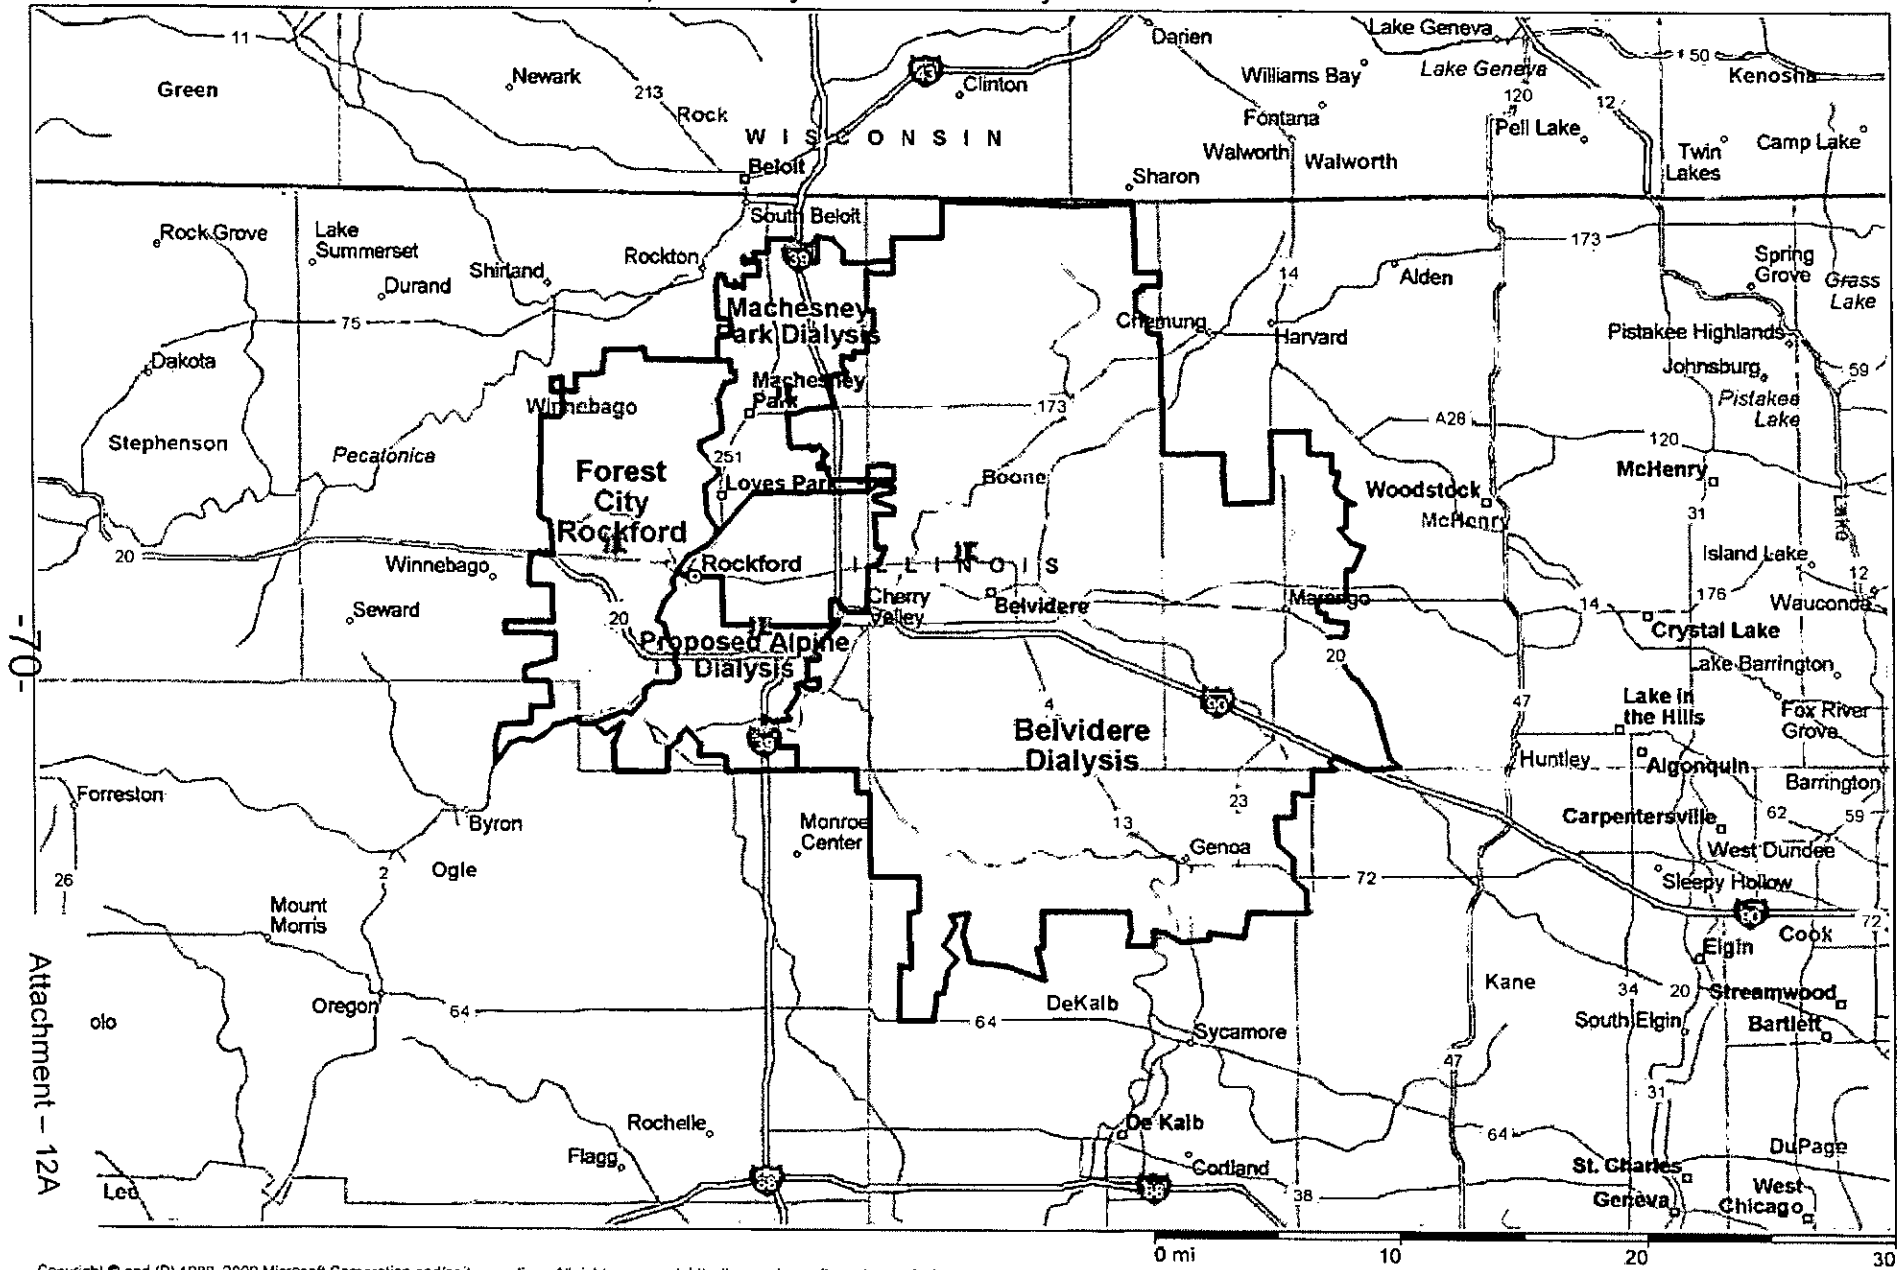 11
Green
Newark
213
Rock
43
Clinton
Darien
Lake Geneva
Williams Bay
Lake Geneva
50
Kenosha
120
12
Fontana
Pell Lake
WISCONSIN
Walworth
Walworth
Twin
Lakes
Camp Lake
Beloit
Sharon
South Beloit
Rock Grove
Lake
Summerset
Durand
Shirland
Rockton
39
173
14
Alden
Spring
Grove
Grass
Lake
75
Machesney
Park Dialysis
Chemung
Harvard
Pistakee Highlands
Dakota
Johnsburg
59
Pistakee
Lake
Machesney
Park
Winnebago
173
A28
120
Stephenson
Pecatonica
251
Forest
City
Rockford
Loves Park
Boone
Woodstock
McHenry
McHenry
31
Lake
20
Winnebago
Rockford
ILLINOIS
Island Lake
12
Seward
Cherry
Valley
Belvidere
Marengo
14
176
Wauconda
20
Crystal Lake
Proposed Alpine
Dialysis
20
Lake Barrington
4
90
47
Lake in
the Hills
Fox River
Grove
Belvidere
Dialysis
39
Huntley
Algonquin
Barrington
Forreston
Byron
Monroe
Center
23
13
Carpentersville
62
59
Genoa
West Dundee
26
2
Ogle
72
Sleepy Hollow
Mount
Morris
90
72
Cook
Elgin
Oregon
64
64
DeKalb
Kane
34
20
Streamwood
olo
Sycamore
South Elgin
Bartlett
47
31
Rochelle
De Kalb
64
DuPage
Flagg
Cortland
St. Charles
Lee
88
88
38
Geneva
West
Chicago
0 mi
10
20
30
-70-
Attachment – 12A